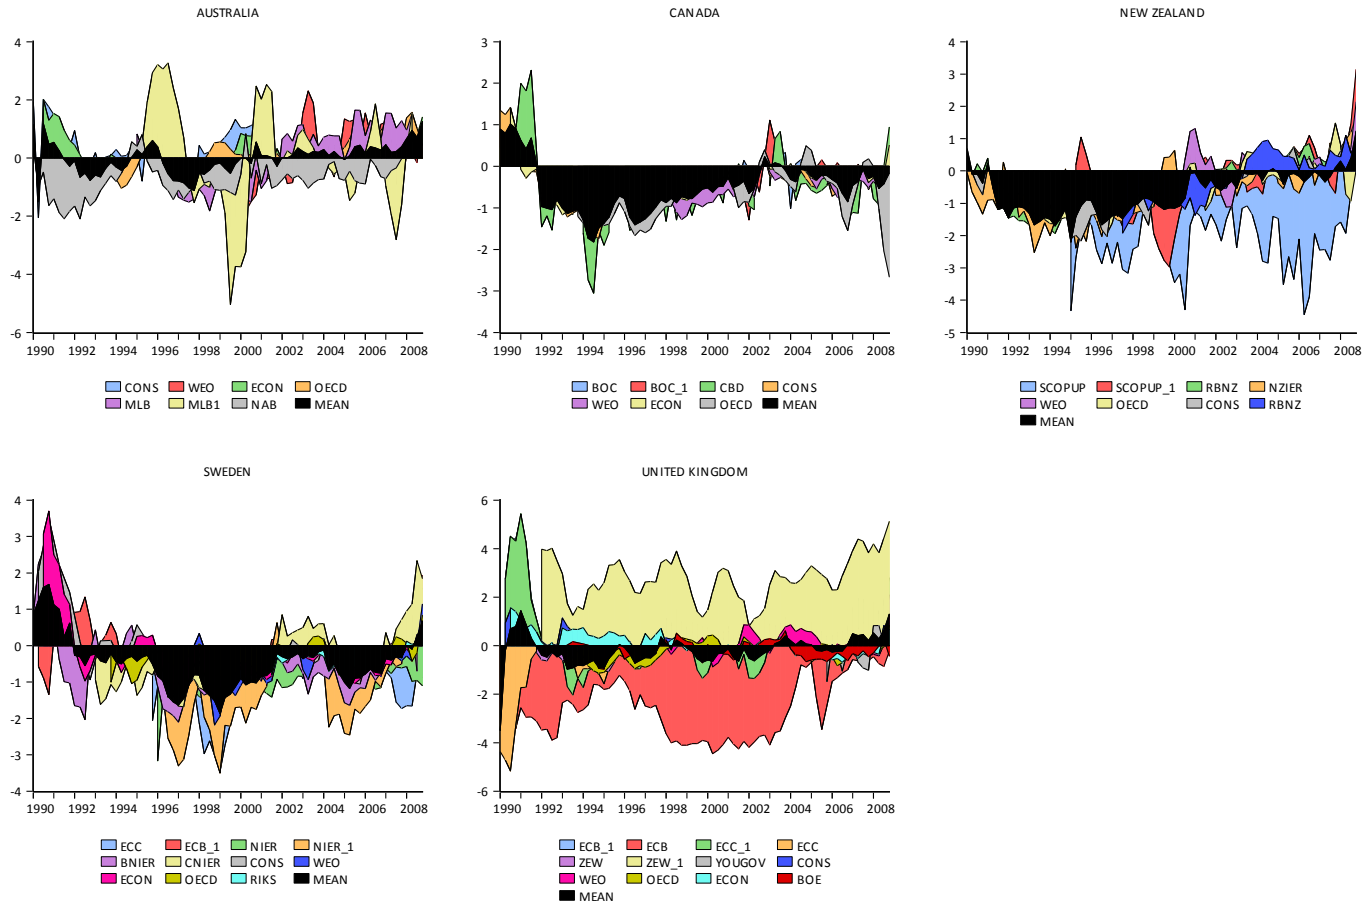 AUSTRALIA
4
2
0
-2
-4
-6
1990 1992 1994 1996 1998 2000 2002 2004 2006 2008
CONS WEO ECON OECD
MLB MLB1 NAB MEAN
CANADA
3
2
1
0
-1
-2
-3
-4
1990 1992 1994 1996 1998 2000 2002 2004 2006 2008
BOC BOC_1 CBD CONS
WEO ECON OECD MEAN
NEW ZEALAND
4
3
2
1
0
-1
-2
-3
-4
-5
1990 1992 1994 1996 1998 2000 2002 2004 2006 2008
SCOPUP SCOPUP_1 RBNZ NZIER
WEO OECD CONS RBNZ
MEAN
SWEDEN
4
3
2
1
0
-1
-2
-3
-4
1990 1992 1994 1996 1998 2000 2002 2004 2006 2008
ECC ECB_1 NIER NIER_1
BNIER CNIER CONS WEO
ECON OECD RIKS MEAN
UNITED KINGDOM
6
4
2
0
-2
-4
-6
1990 1992 1994 1996 1998 2000 2002 2004 2006 2008
ECB_1 ECB ECC_1 ECC
ZEW ZEW_1 YOUGOV CONS
WEO OECD ECON BOE
MEAN